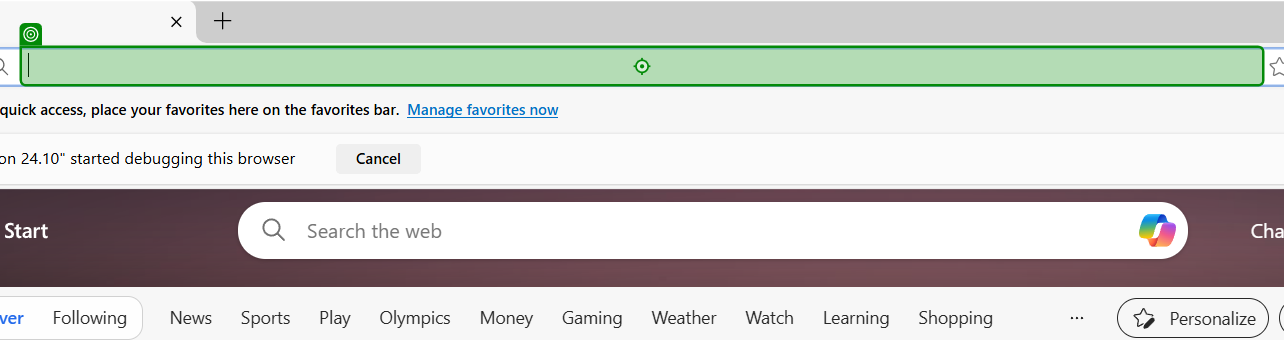 quick access, place your favorites here on the favorites bar. Manage favorites now
on 24.10" started debugging this browser Cancel
Start Search the web Cha
ver Following News Sports Play Olympics Money Gaming Weather Watch Learning Shopping ... Personalize